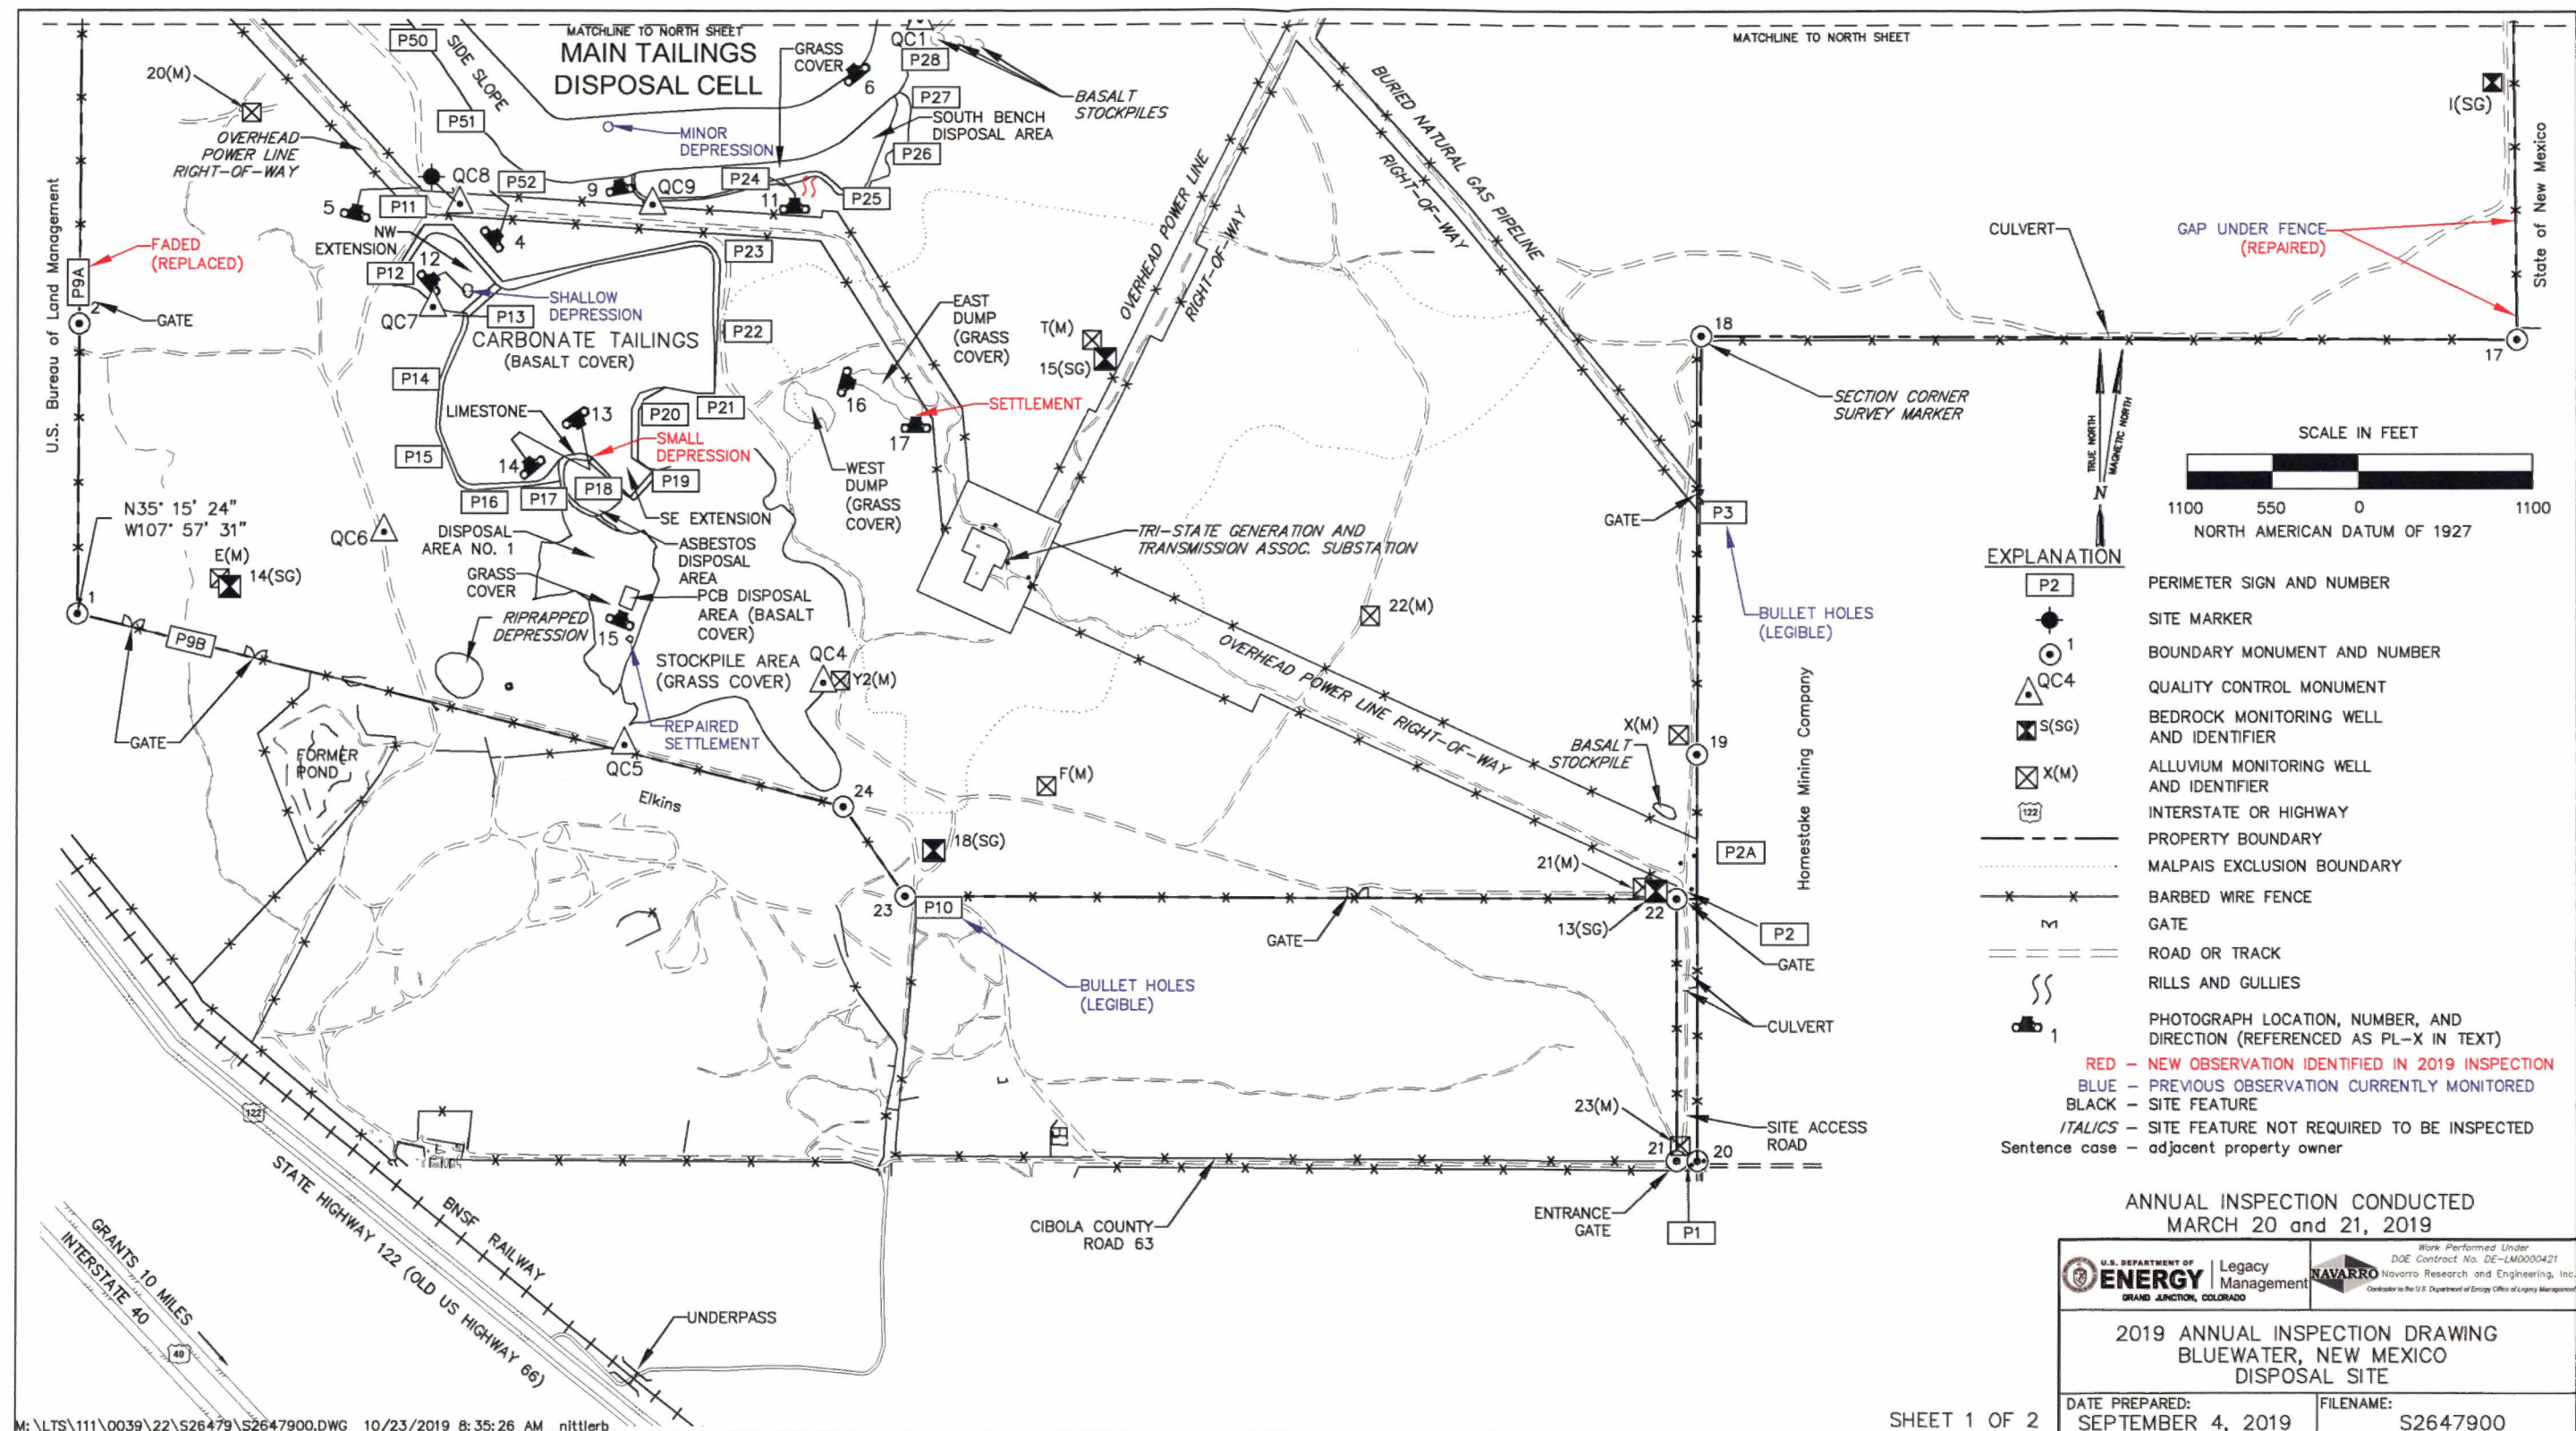 MATCHLINE TO NORTH SHEET
MAIN TAILINGS
DISPOSAL CELL
MATCHLINE TO NORTH SHEET
P50
SIDE SLOPE
GRASS
COVER
6
QC1
P28
BASALT
STOCKPILES
20(M)
P51
P27
SOUTH BENCH
DISPOSAL AREA
P26
MINOR
DEPRESSION
OVERHEAD
POWER LINE
RIGHT-OF-WAY
QC8
P52
9
QC9
P24
11
P25
5
P11
4
NW
EXTENSION
P23
U.S. Bureau of Land Management
FADED
(REPLACED)
P9A
2
GATE
P12
12
SHALLOW
DEPRESSION
QC7
P13
CARBONATE TAILINGS
(BASALT COVER)
P22
EAST
DUMP
(GRASS
COVER)
T(M)
15(SG)
OVERHEAD POWER LINE
RIGHT-OF-WAY
BURIED NATURAL GAS PIPELINE
RIGHT-OF-WAY
I(SG)
State of New Mexico
CULVERT
GAP UNDER FENCE
(REPAIRED)
18
17
SECTION CORNER
SURVEY MARKER
P14
LIMESTONE
13
P20
P21
16
17
SETTLEMENT
SMALL
DEPRESSION
P15
14
P16
P17
P18
P19
WEST
DUMP
(GRASS
COVER)
SE EXTENSION
N35° 15' 24"
W107° 57' 31"
E(M)
14(SG)
1
QC6
DISPOSAL
AREA NO. 1
ASBESTOS
DISPOSAL
AREA
GRASS
COVER
PCB DISPOSAL
AREA (BASALT
COVER)
RIPRAPPED
DEPRESSION
15
STOCKPILE AREA
(GRASS COVER)
QC4
Y2(M)
REPAIRED
SETTLEMENT
TRI-STATE GENERATION AND
TRANSMISSION ASSOC. SUBSTATION
GATE
P3
BULLET HOLES
(LEGIBLE)
22(M)
OVERHEAD POWER LINE RIGHT-OF-WAY
P9B
GATE
FORMER
POND
QC5
Elkins
24
F(M)
18(SG)
23
P10
BULLET HOLES
(LEGIBLE)
GATE
X(M)
19
BASALT
STOCKPILE
Homestake Mining Company
P2A
21(M)
22
13(SG)
P2
GATE
CULVERT
23(M)
21
20
SITE ACCESS
ROAD
ENTRANCE
GATE
P1
CIBOLA COUNTY
ROAD 63
122
STATE HIGHWAY 122 (OLD US HIGHWAY 66)
BNSF RAILWAY
GRANTS 10 MILES
INTERSTATE 40
40
UNDERPASS
TRUE NORTH
MAGNETIC NORTH
N
SCALE IN FEET
1100 550 0 1100
NORTH AMERICAN DATUM OF 1927
EXPLANATION
P2 PERIMETER SIGN AND NUMBER
SITE MARKER
1 BOUNDARY MONUMENT AND NUMBER
QC4 QUALITY CONTROL MONUMENT
S(SG) BEDROCK MONITORING WELL
AND IDENTIFIER
X(M) ALLUVIUM MONITORING WELL
AND IDENTIFIER
122 INTERSTATE OR HIGHWAY
PROPERTY BOUNDARY
MALPAIS EXCLUSION BOUNDARY
BARBED WIRE FENCE
GATE
ROAD OR TRACK
RILLS AND GULLIES
1 PHOTOGRAPH LOCATION, NUMBER, AND
DIRECTION (REFERENCED AS PL-X IN TEXT)
RED - NEW OBSERVATION IDENTIFIED IN 2019 INSPECTION
BLUE - PREVIOUS OBSERVATION CURRENTLY MONITORED
BLACK - SITE FEATURE
ITALICS - SITE FEATURE NOT REQUIRED TO BE INSPECTED
Sentence case - adjacent property owner
ANNUAL INSPECTION CONDUCTED
MARCH 20 and 21, 2019
U.S. DEPARTMENT OF
ENERGY
Legacy
Management
GRAND JUNCTION, COLORADO
NAVARRO
Work Performed Under
DOE Contract No. DE-LM0000421
Navarro Research and Engineering, Inc.
Contractor to the U.S. Department of Energy Office of Legacy Management
2019 ANNUAL INSPECTION DRAWING
BLUEWATER, NEW MEXICO
DISPOSAL SITE
DATE PREPARED:
SEPTEMBER 4, 2019
FILENAME:
S2647900
SHEET 1 OF 2
M:\LTS\111\0039\22\S26479\S2647900.DWG 10/23/2019 8:35:26 AM nittlerb